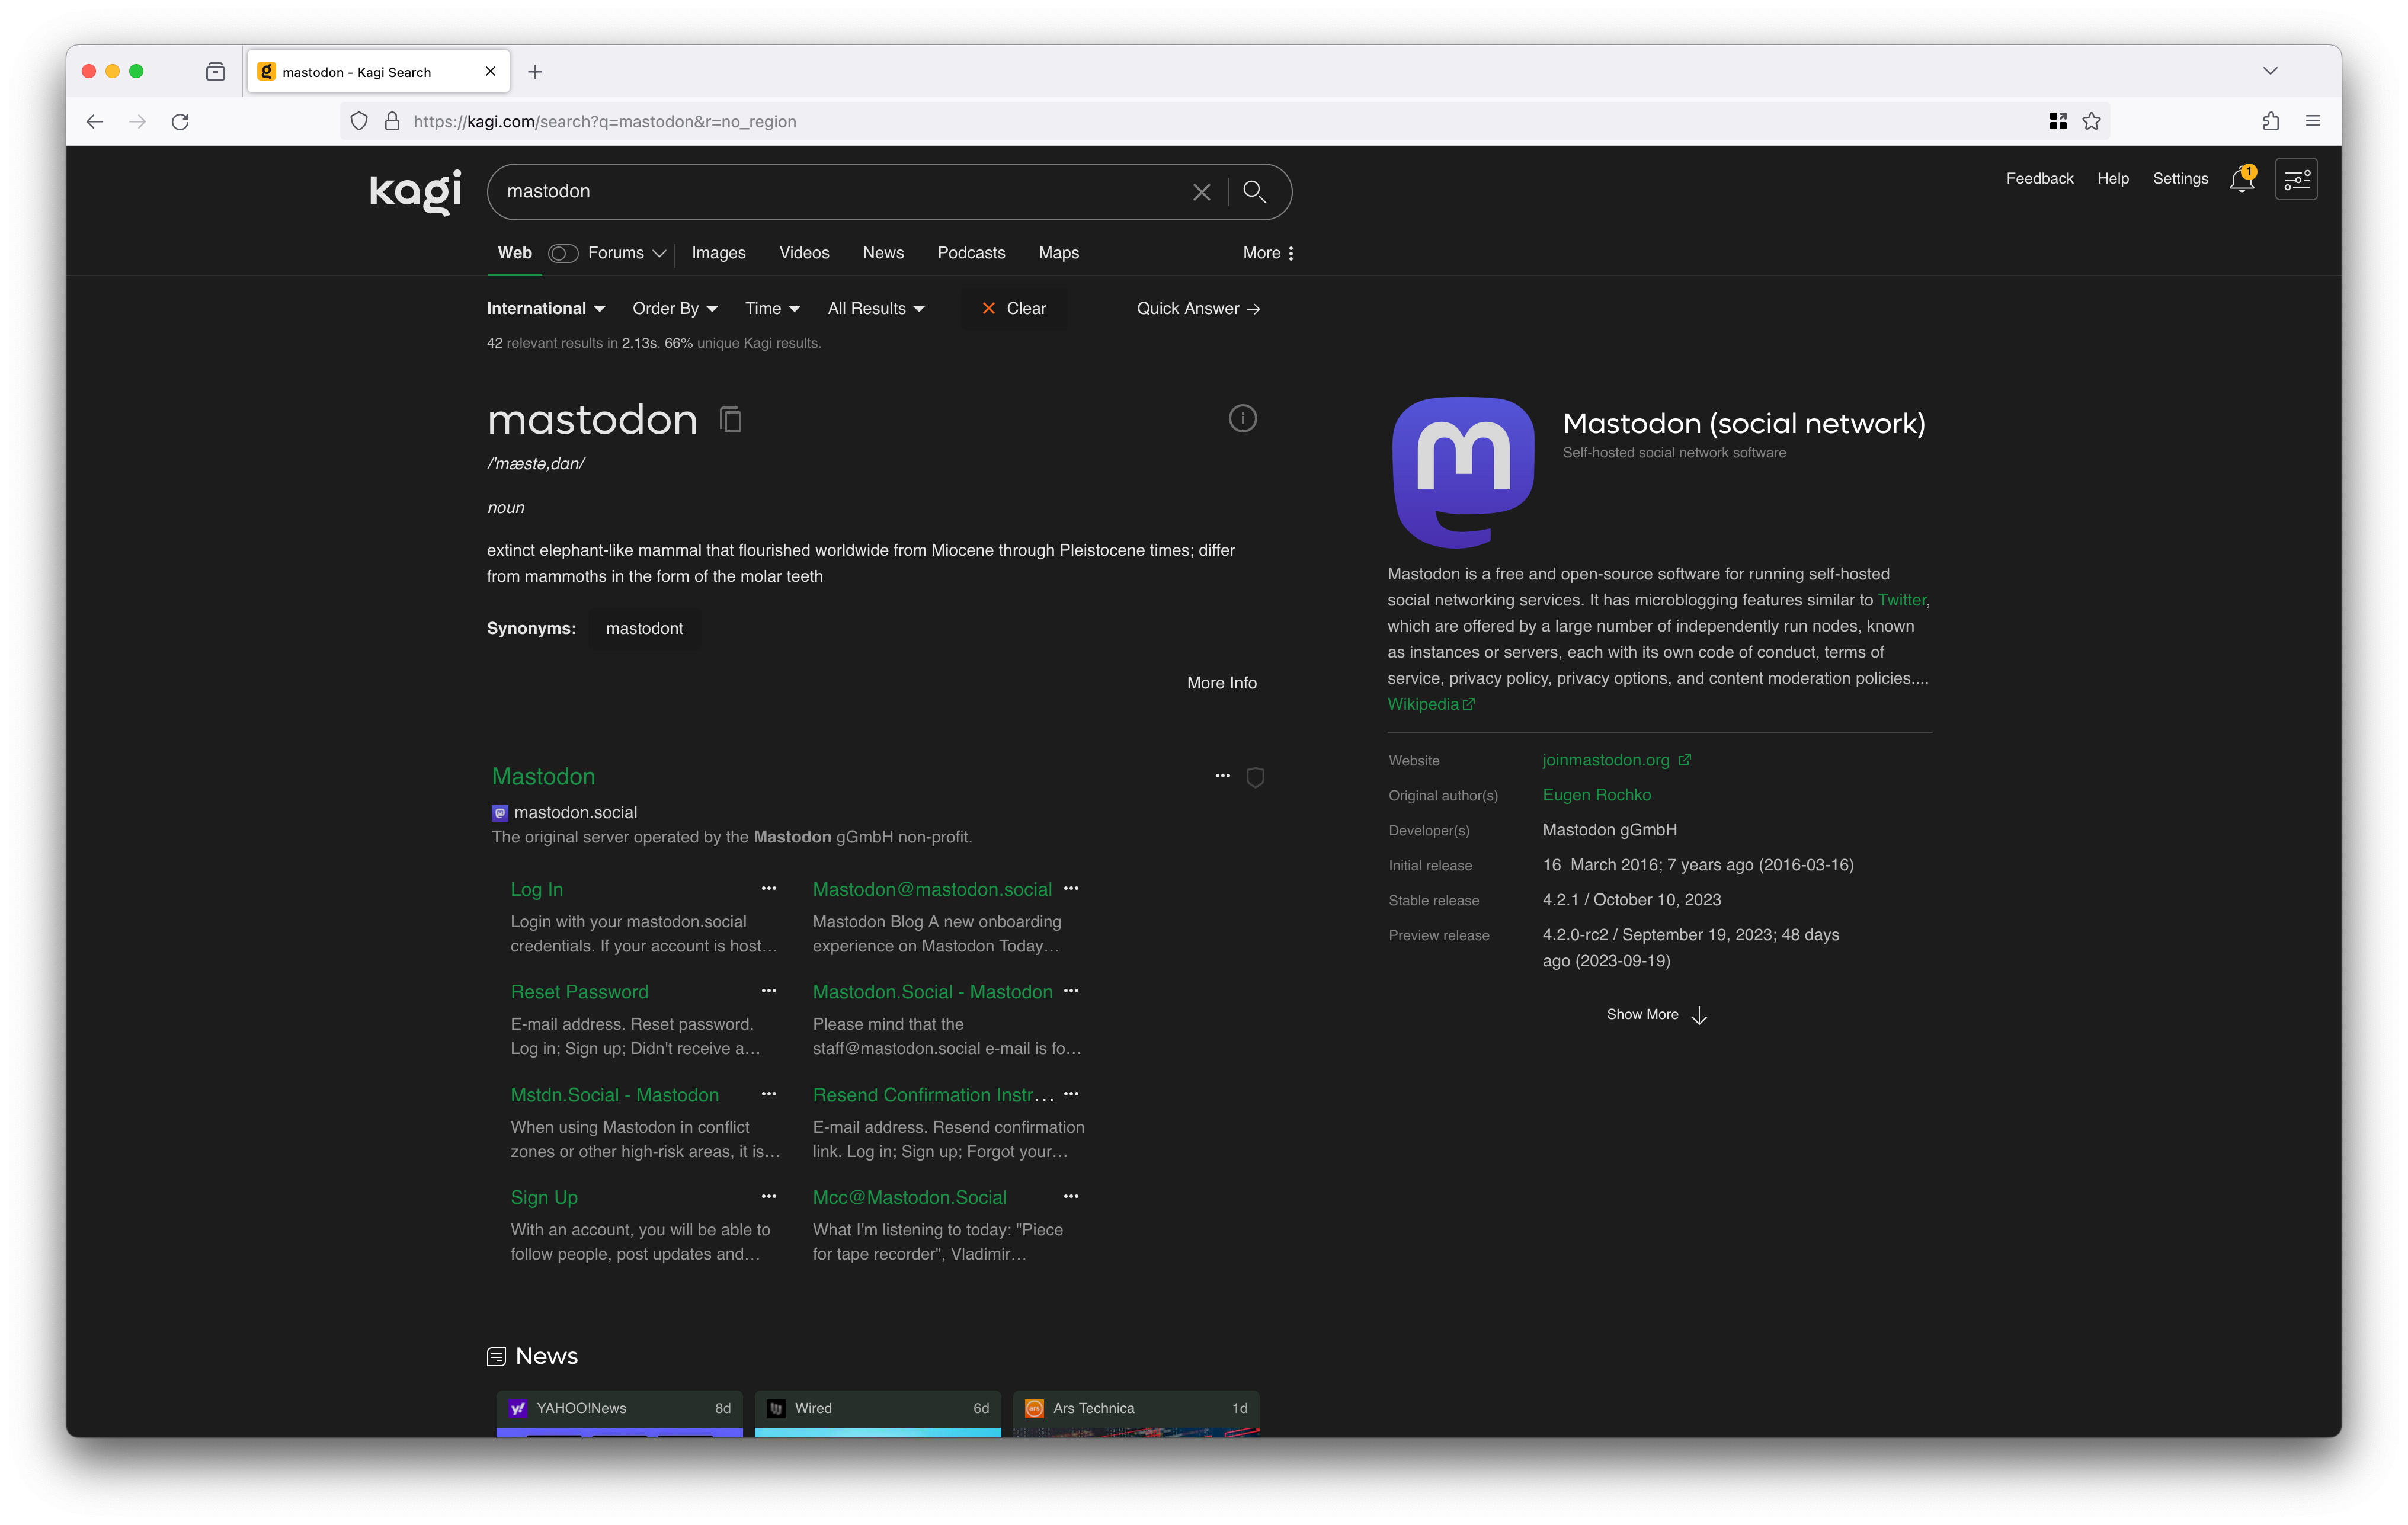 mastodon - Kagi Search
https://kagi.com/search?q=mastodon&r=no_region
kagi
mastodon
Feedback Help Settings 1
Web Forums Images Videos News Podcasts Maps More
International Order By Time All Results Clear Quick Answer →
42 relevant results in 2.13s. 66% unique Kagi results.
mastodon
/'mæstə,dɑn/
noun
extinct elephant-like mammal that flourished worldwide from Miocene through Pleistocene times; differ
from mammoths in the form of the molar teeth
Synonyms: mastodont
More Info
Mastodon
mastodon.social
The original server operated by the Mastodon gGmbH non-profit.
Log In
Login with your mastodon.social
credentials. If your account is host…
Mastodon@mastodon.social
Mastodon Blog A new onboarding
experience on Mastodon Today…
Reset Password
E-mail address. Reset password.
Log in; Sign up; Didn't receive a…
Mastodon.Social - Mastodon
Please mind that the
staff@mastodon.social e-mail is fo…
Mstdn.Social - Mastodon
When using Mastodon in conflict
zones or other high-risk areas, it is…
Resend Confirmation Instr…
E-mail address. Resend confirmation
link. Log in; Sign up; Forgot your…
Sign Up
With an account, you will be able to
follow people, post updates and…
Mcc@Mastodon.Social
What I'm listening to today: "Piece
for tape recorder", Vladimir…
News
YAHOO!News 8d
Wired 6d
Ars Technica 1d
Mastodon (social network)
Self-hosted social network software
Mastodon is a free and open-source software for running self-hosted
social networking services. It has microblogging features similar to Twitter,
which are offered by a large number of independently run nodes, known
as instances or servers, each with its own code of conduct, terms of
service, privacy policy, privacy options, and content moderation policies....
Wikipedia
Website joinmastodon.org
Original author(s) Eugen Rochko
Developer(s) Mastodon gGmbH
Initial release 16 March 2016; 7 years ago (2016-03-16)
Stable release 4.2.1 / October 10, 2023
Preview release 4.2.0-rc2 / September 19, 2023; 48 days
ago (2023-09-19)
Show More